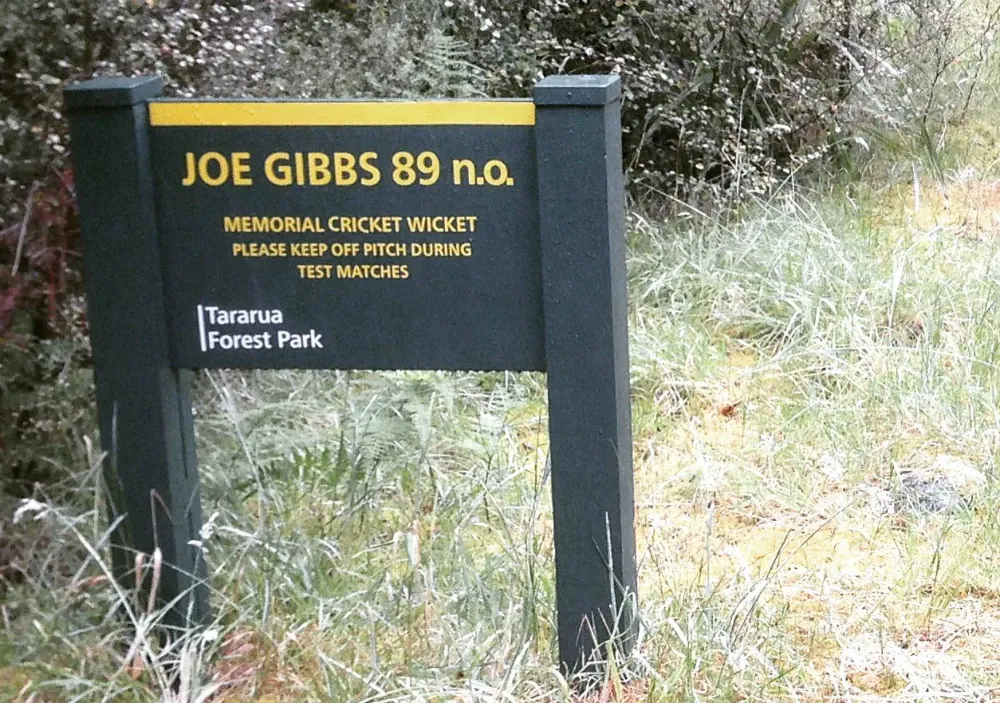 JOE GIBBS 89 n.o.
MEMORIAL CRICKET WICKET
PLEASE KEEP OFF PITCH DURING
TEST MATCHES
Tararua
Forest Park